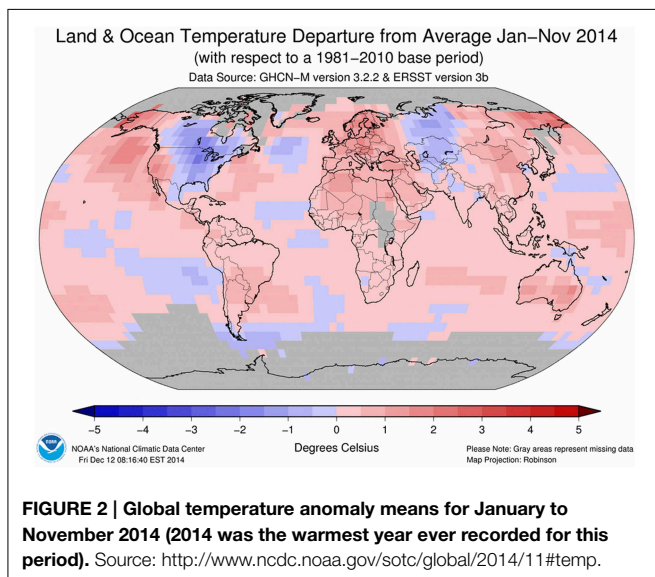 Land & Ocean Temperature Departure from Average Jan–Nov 2014
(with respect to a 1981–2010 base period)
Data Source: GHCN–M version 3.2.2 & ERSST version 3b
−5 −4 −3 −2 −1 0 1 2 3 4 5
Degrees Celsius
NOAA's National Climatic Data Center
Fri Dec 12 08:16:40 EST 2014
Please Note: Gray areas represent missing data
Map Projection: Robinson
FIGURE 2 | Global temperature anomaly means for January to
November 2014 (2014 was the warmest year ever recorded for this
period). Source: http://www.ncdc.noaa.gov/sotc/global/2014/11#temp.